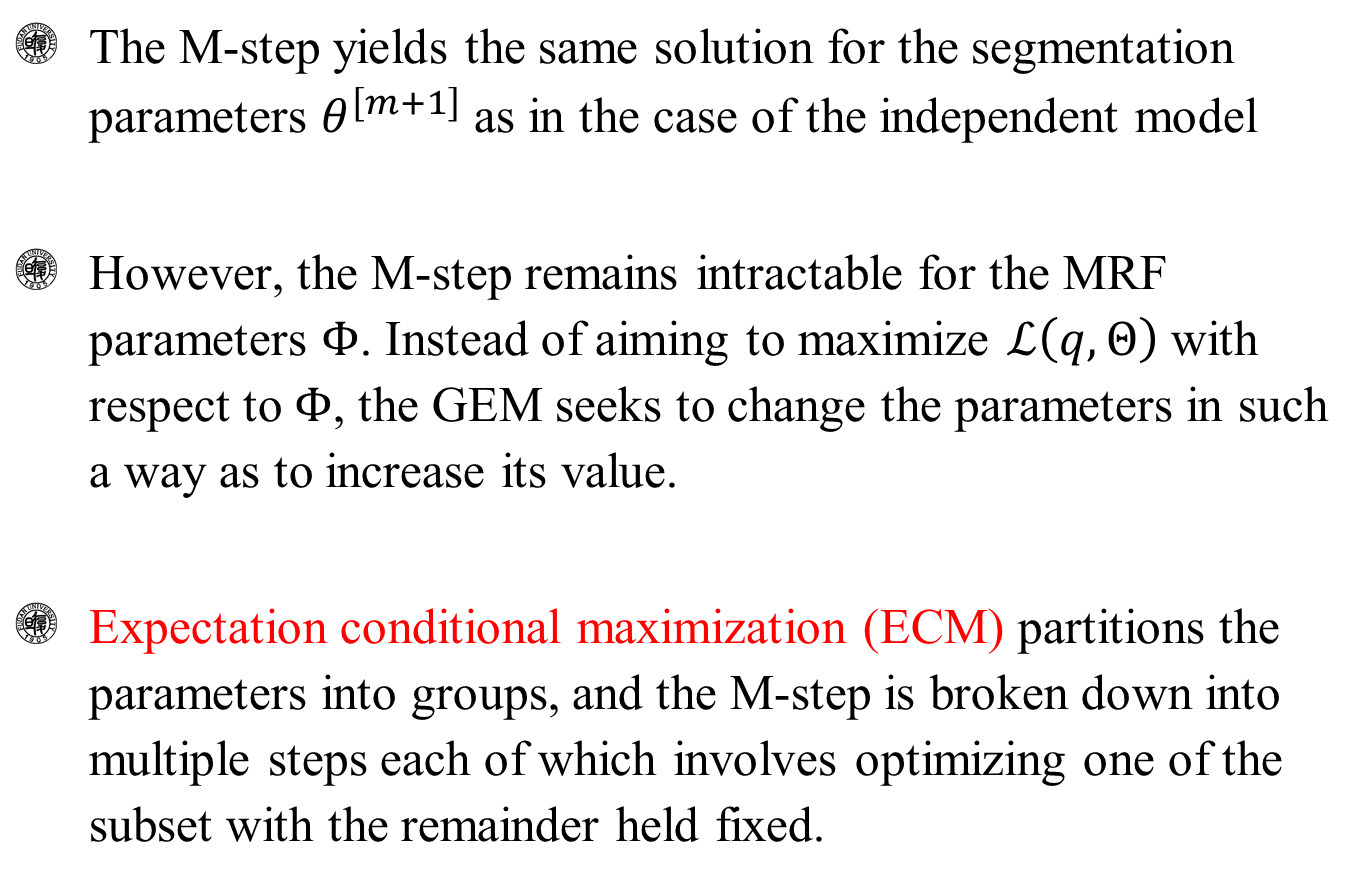 The M-step yields the same solution for the segmentation
parameters θ^[m+1] as in the case of the independent model
However, the M-step remains intractable for the MRF
parameters Φ. Instead of aiming to maximize ℒ(q, Θ) with
respect to Φ, the GEM seeks to change the parameters in such
a way as to increase its value.
Expectation conditional maximization (ECM) partitions the
parameters into groups, and the M-step is broken down into
multiple steps each of which involves optimizing one of the
subset with the remainder held fixed.